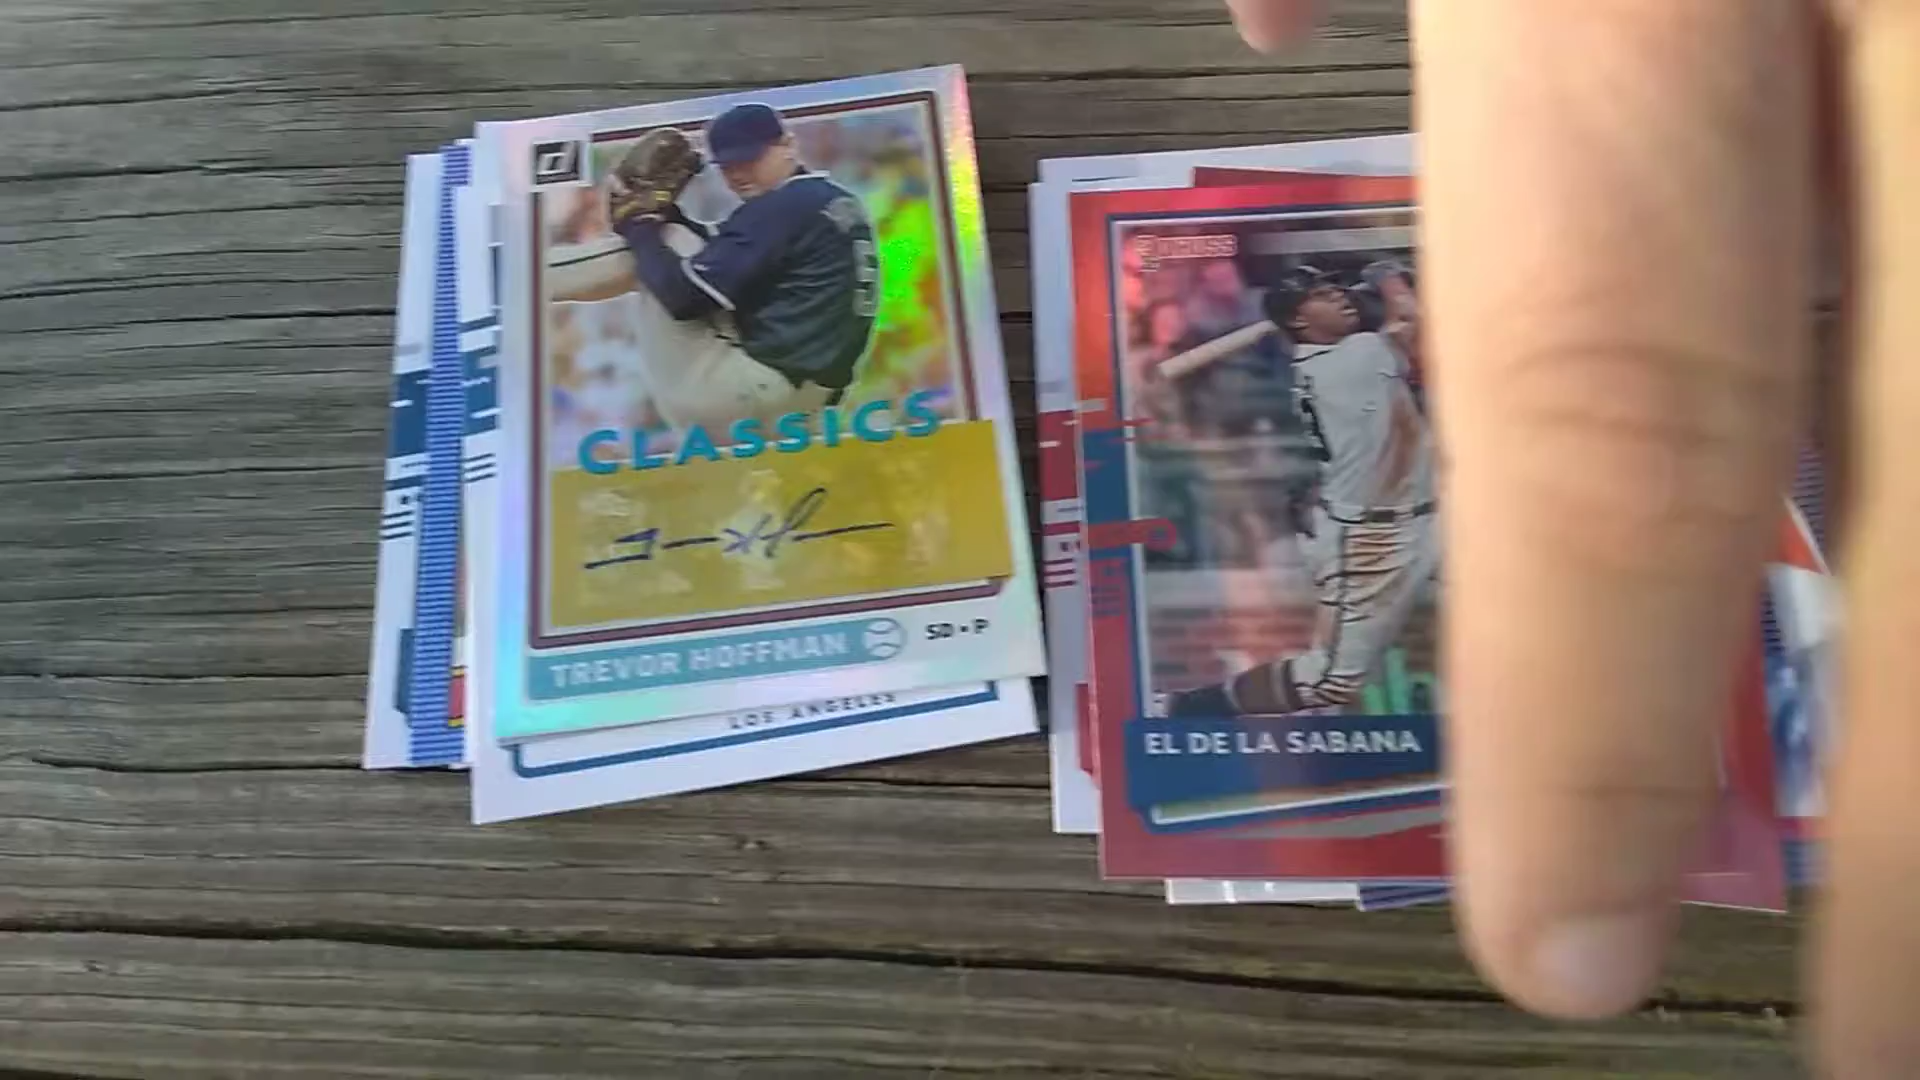 d
CLASSICS
TREVOR HOFFMAN
SD • P
LOS ANGELES
EL DE LA SABANA